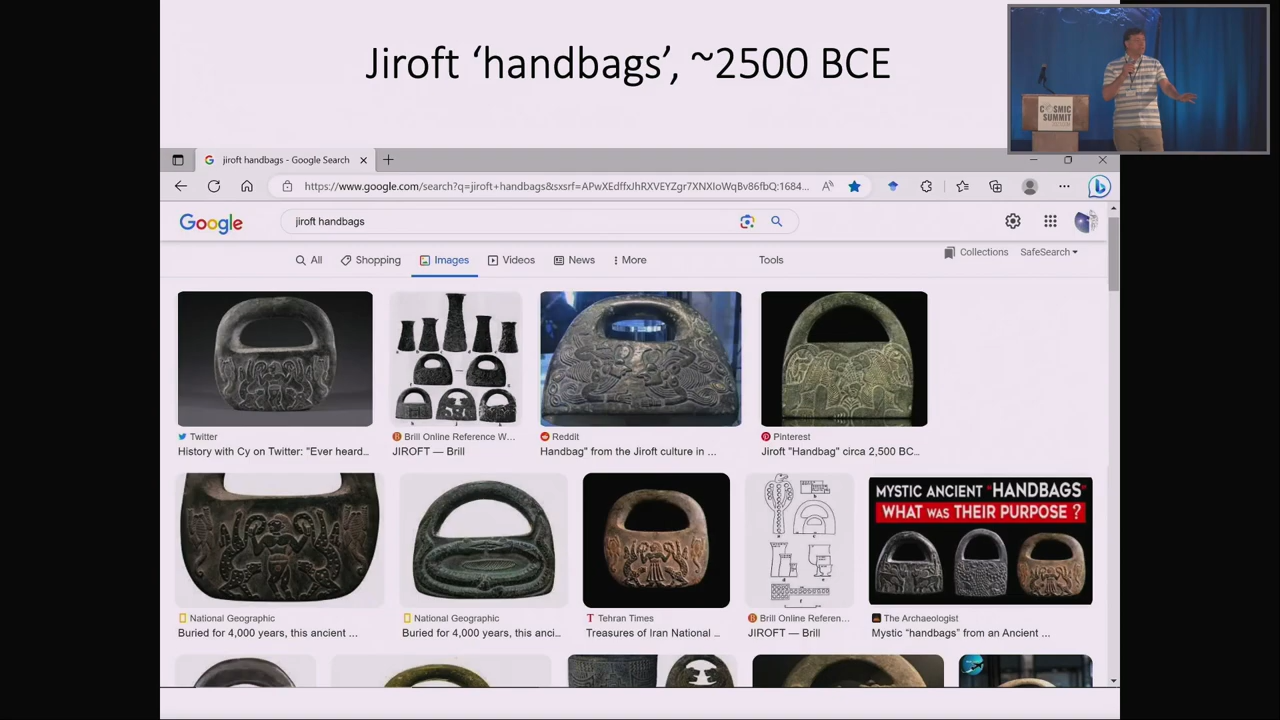 Jiroft ‘handbags’, ~2500 BCE
COSMIC
SUMMIT
jiroft handbags - Google Search
https://www.google.com/search?q=jiroft+handbags&sxsrf=APwXEdffxJhRXVEYZgr7XNXIoWqBv86fbQ:1684...
Google
jiroft handbags
All
Shopping
Images
Videos
News
More
Tools
Collections
SafeSearch
Twitter
History with Cy on Twitter: "Ever heard...
Brill Online Reference W...
JIROFT — Brill
Reddit
Handbag" from the Jiroft culture in ...
Pinterest
Jiroft "Handbag" circa 2,500 BC...
MYSTIC ANCIENT "HANDBAGS"
WHAT WAS THEIR PURPOSE ?
National Geographic
Buried for 4,000 years, this ancient ...
National Geographic
Buried for 4,000 years, this anci...
Tehran Times
Treasures of Iran National ...
Brill Online Referen...
JIROFT — Brill
The Archaeologist
Mystic “handbags” from an Ancient ...